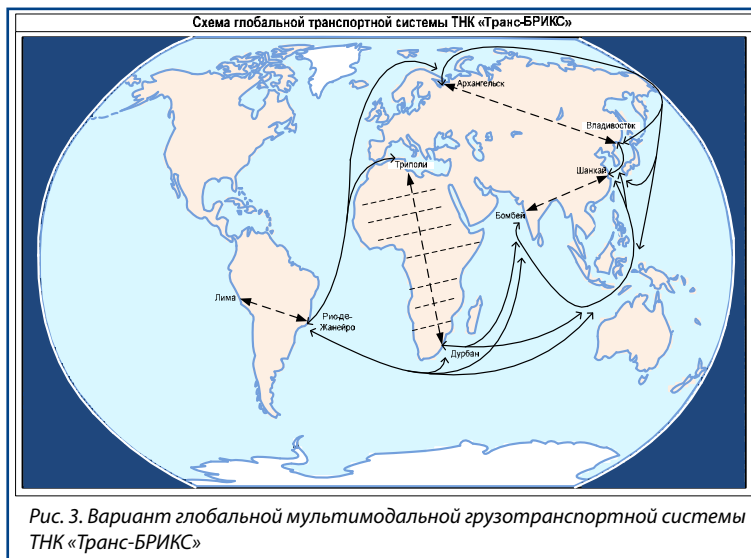 Схема глобальной транспортной системы ТНК «Транс-БРИКС»
Архангельск
Владивосток
Триполи
Шанхай
Бомбей
Лима
Рио-де-
Жанейро
Дурбан
Рис. 3. Вариант глобальной мультимодальной грузотранспортной системы
ТНК «Транс-БРИКС»